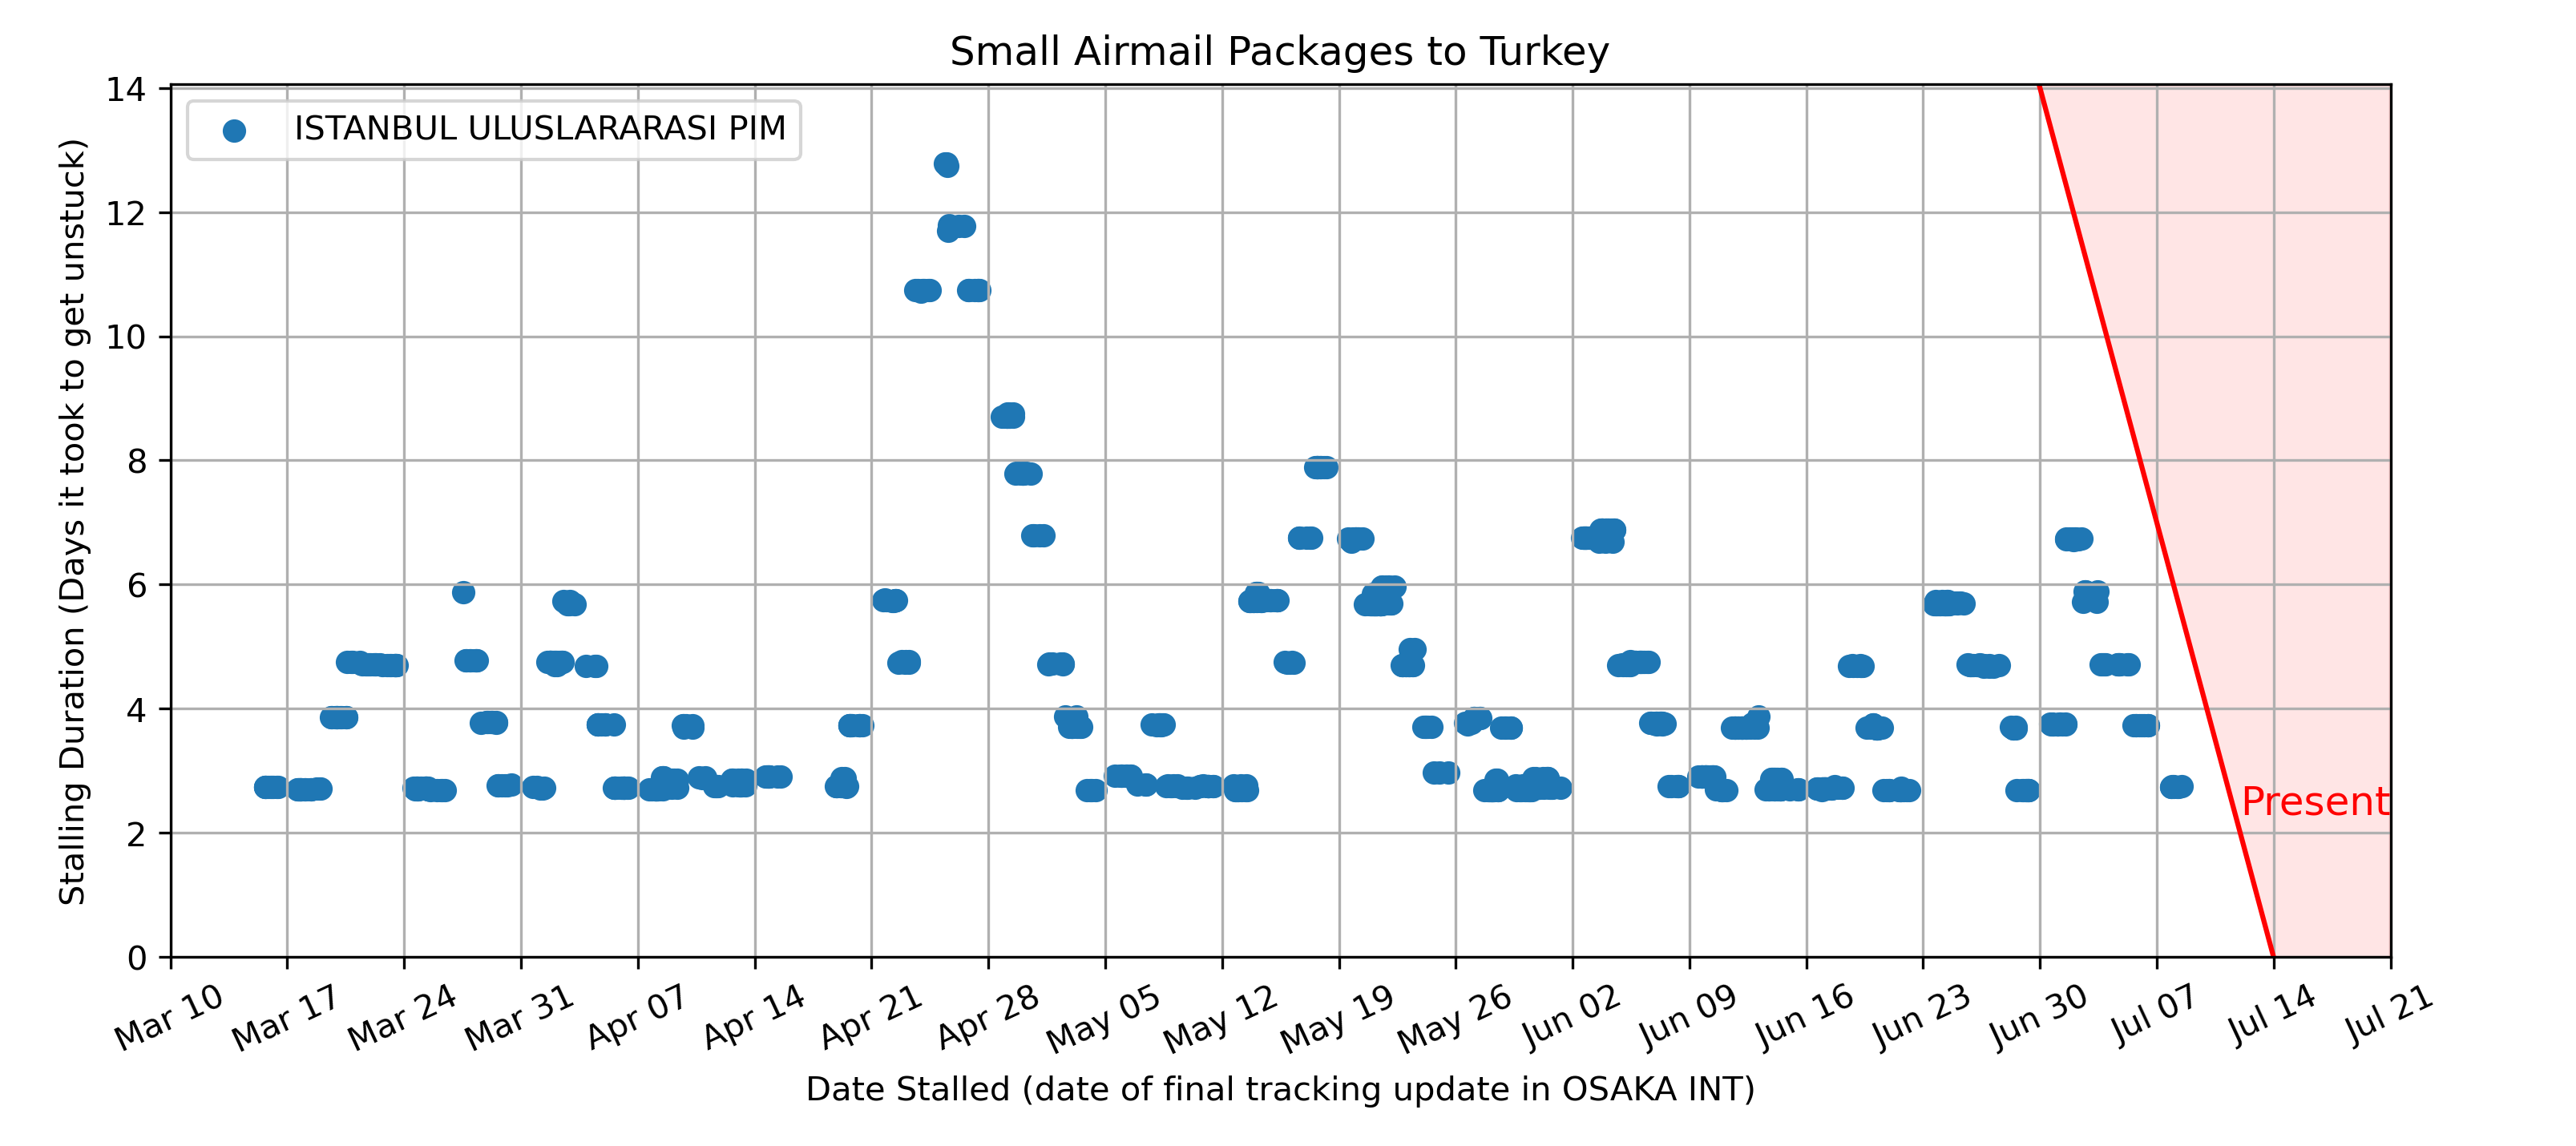 Small Airmail Packages to Turkey
ISTANBUL ULUSLARARASI PIM
Stalling Duration (Days it took to get unstuck)
14
12
10
8
6
4
2
0
Present
Mar 10
Mar 17
Mar 24
Mar 31
Apr 07
Apr 14
Apr 21
Apr 28
May 05
May 12
May 19
May 26
Jun 02
Jun 09
Jun 16
Jun 23
Jun 30
Jul 07
Jul 14
Jul 21
Date Stalled (date of final tracking update in OSAKA INT)